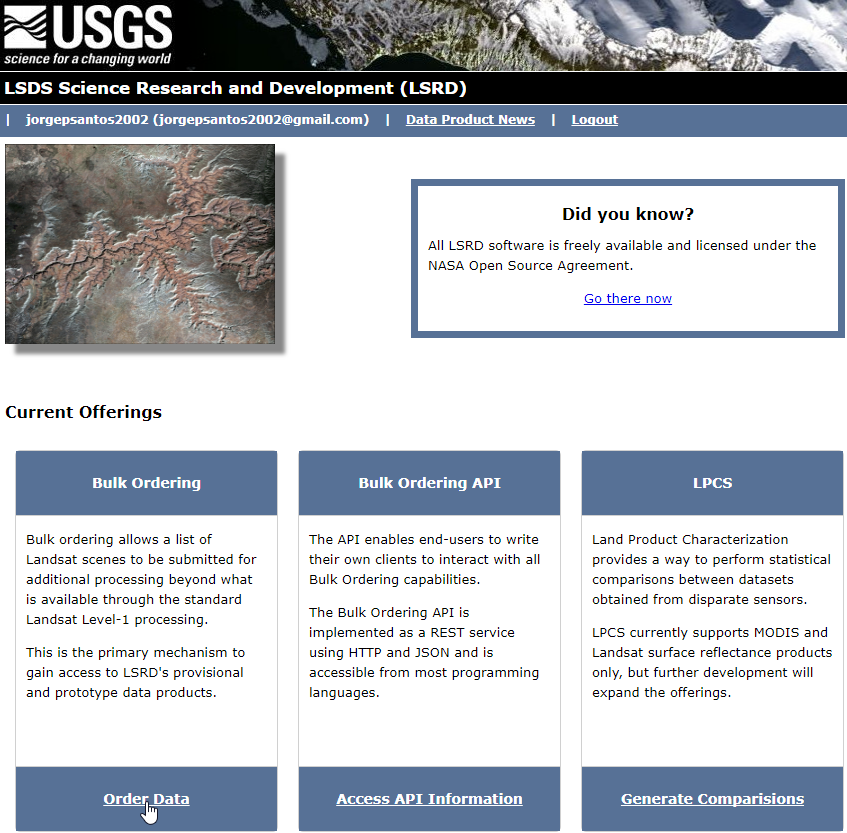 USGS
science for a changing world
LSDS Science Research and Development (LSRD)
| jorgepsantos2002 (jorgepsantos2002@gmail.com) | Data Product News | Logout
Did you know?
All LSRD software is freely available and licensed under the
NASA Open Source Agreement.
Go there now
Current Offerings
Bulk Ordering
Bulk ordering allows a list of
Landsat scenes to be submitted for
additional processing beyond what
is available through the standard
Landsat Level-1 processing.
This is the primary mechanism to
gain access to LSRD's provisional
and prototype data products.
Order Data
Bulk Ordering API
The API enables end-users to write
their own clients to interact with all
Bulk Ordering capabilities.
The Bulk Ordering API is
implemented as a REST service
using HTTP and JSON and is
accessible from most programming
languages.
Access API Information
LPCS
Land Product Characterization
provides a way to perform statistical
comparisons between datasets
obtained from disparate sensors.
LPCS currently supports MODIS and
Landsat surface reflectance products
only, but further development will
expand the offerings.
Generate Comparisions